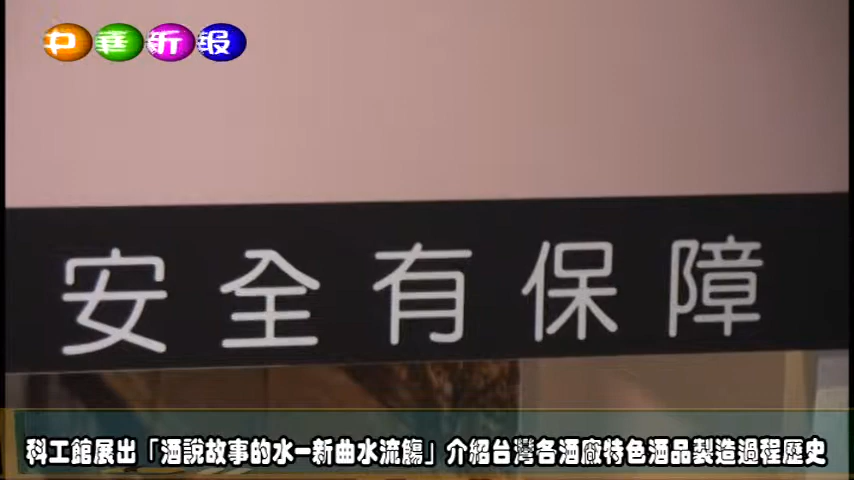 中華新報
安全有保障
科工館展出「酒說故事的水－新曲水流觴」介紹台灣各酒廠特色酒品製造過程歷史